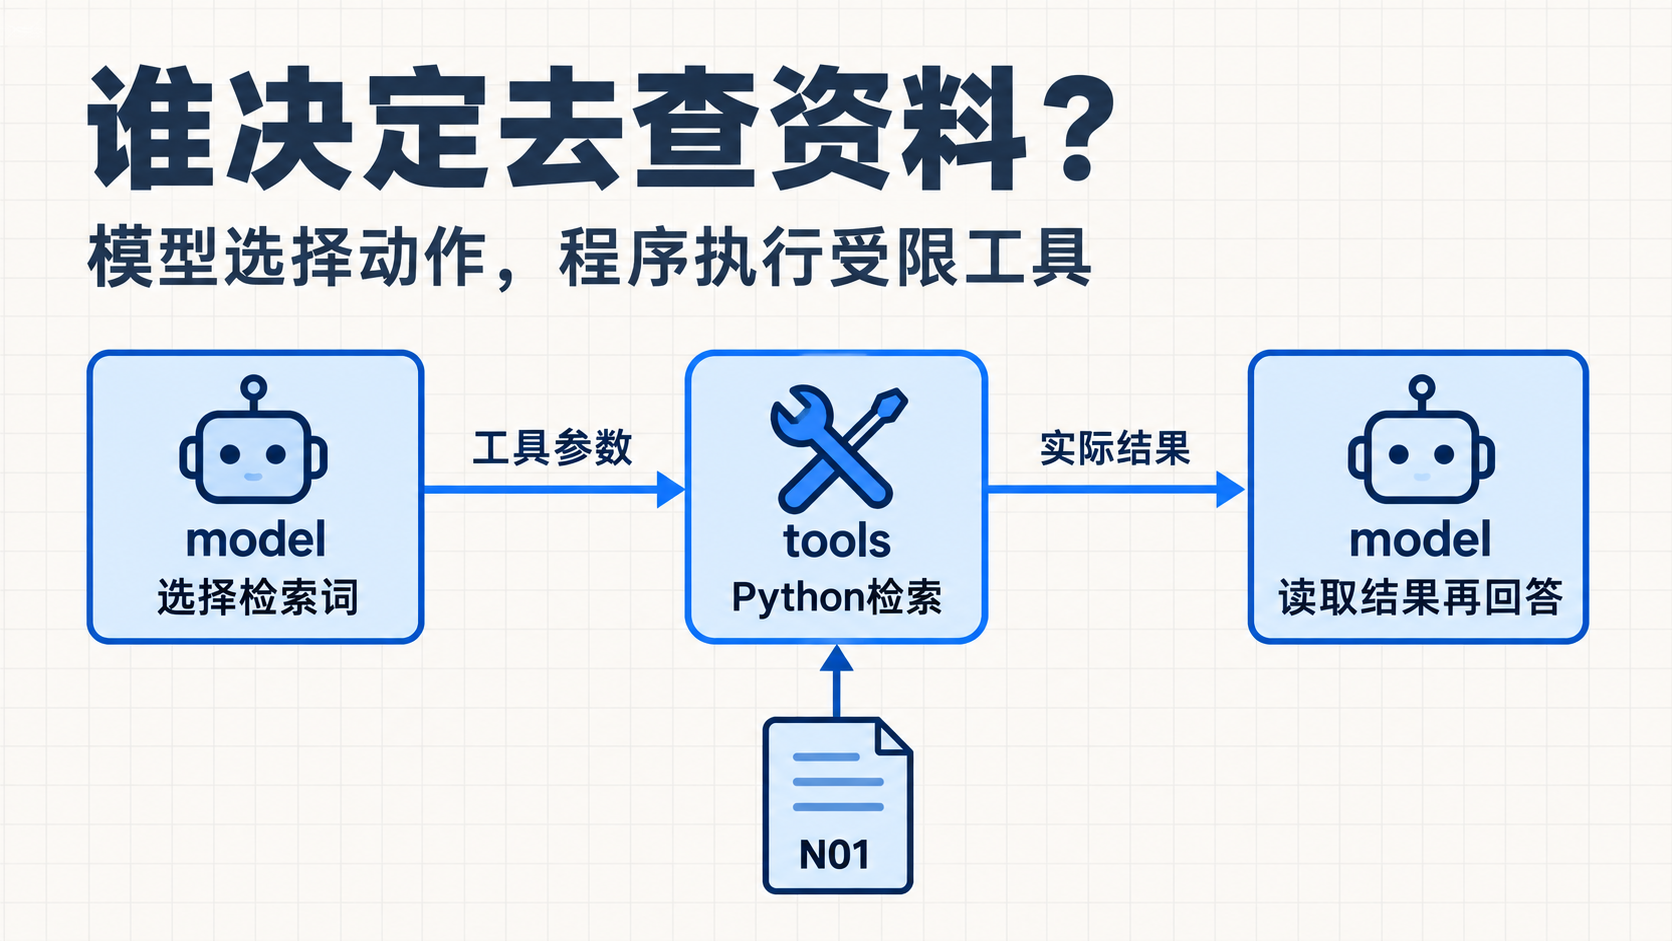 谁决定去查资料?
模型选择动作，程序执行受限工具
model
选择检索词
工具参数
tools
Python检索
实际结果
model
读取结果再回答
N01